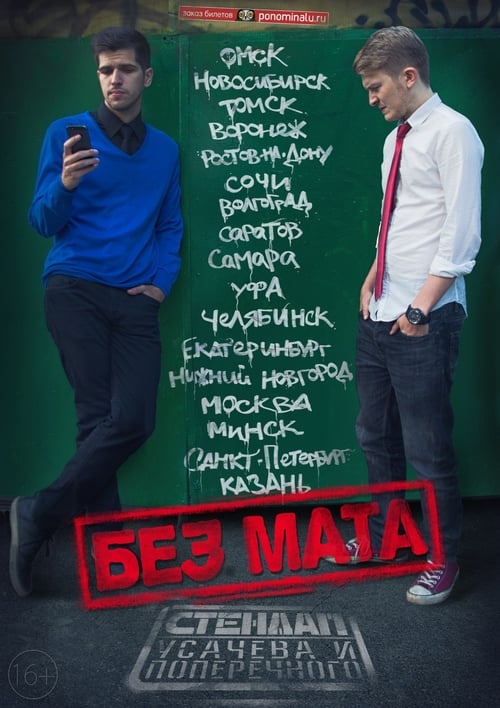 заказ билетов ponominalu.ru
ОМСК
НОВОСИБИРСК
ТОМСК
ВОРОНЕЖ
РОСТОВ-НА-ДОНУ
СОЧИ
ВОЛГОГРАД
САРАТОВ
САМАРА
УФА
ЧЕЛЯБИНСК
ЕКАТЕРИНБУРГ
НИЖНИЙ НОВГОРОД
МОСКВА
МИНСК
САНКТ-ПЕТЕРБУРГ
КАЗАНЬ
БЕЗ МАТА
СТЕНДАП
УСАЧЕВА И
ПОПЕРЕЧНОГО
16+